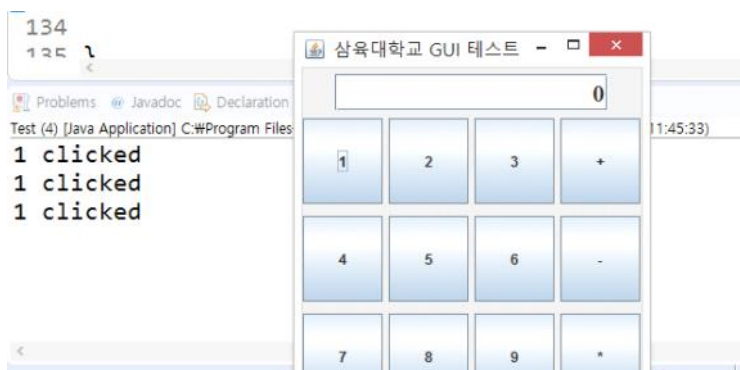 134
135 }
Problems @ Javadoc Declaration
Test (4) [Java Application] C:₩Program Files
11:45:33)
1 clicked
1 clicked
1 clicked
삼육대학교 GUI 테스트
0
1 2 3 +
4 5 6 -
7 8 9 *